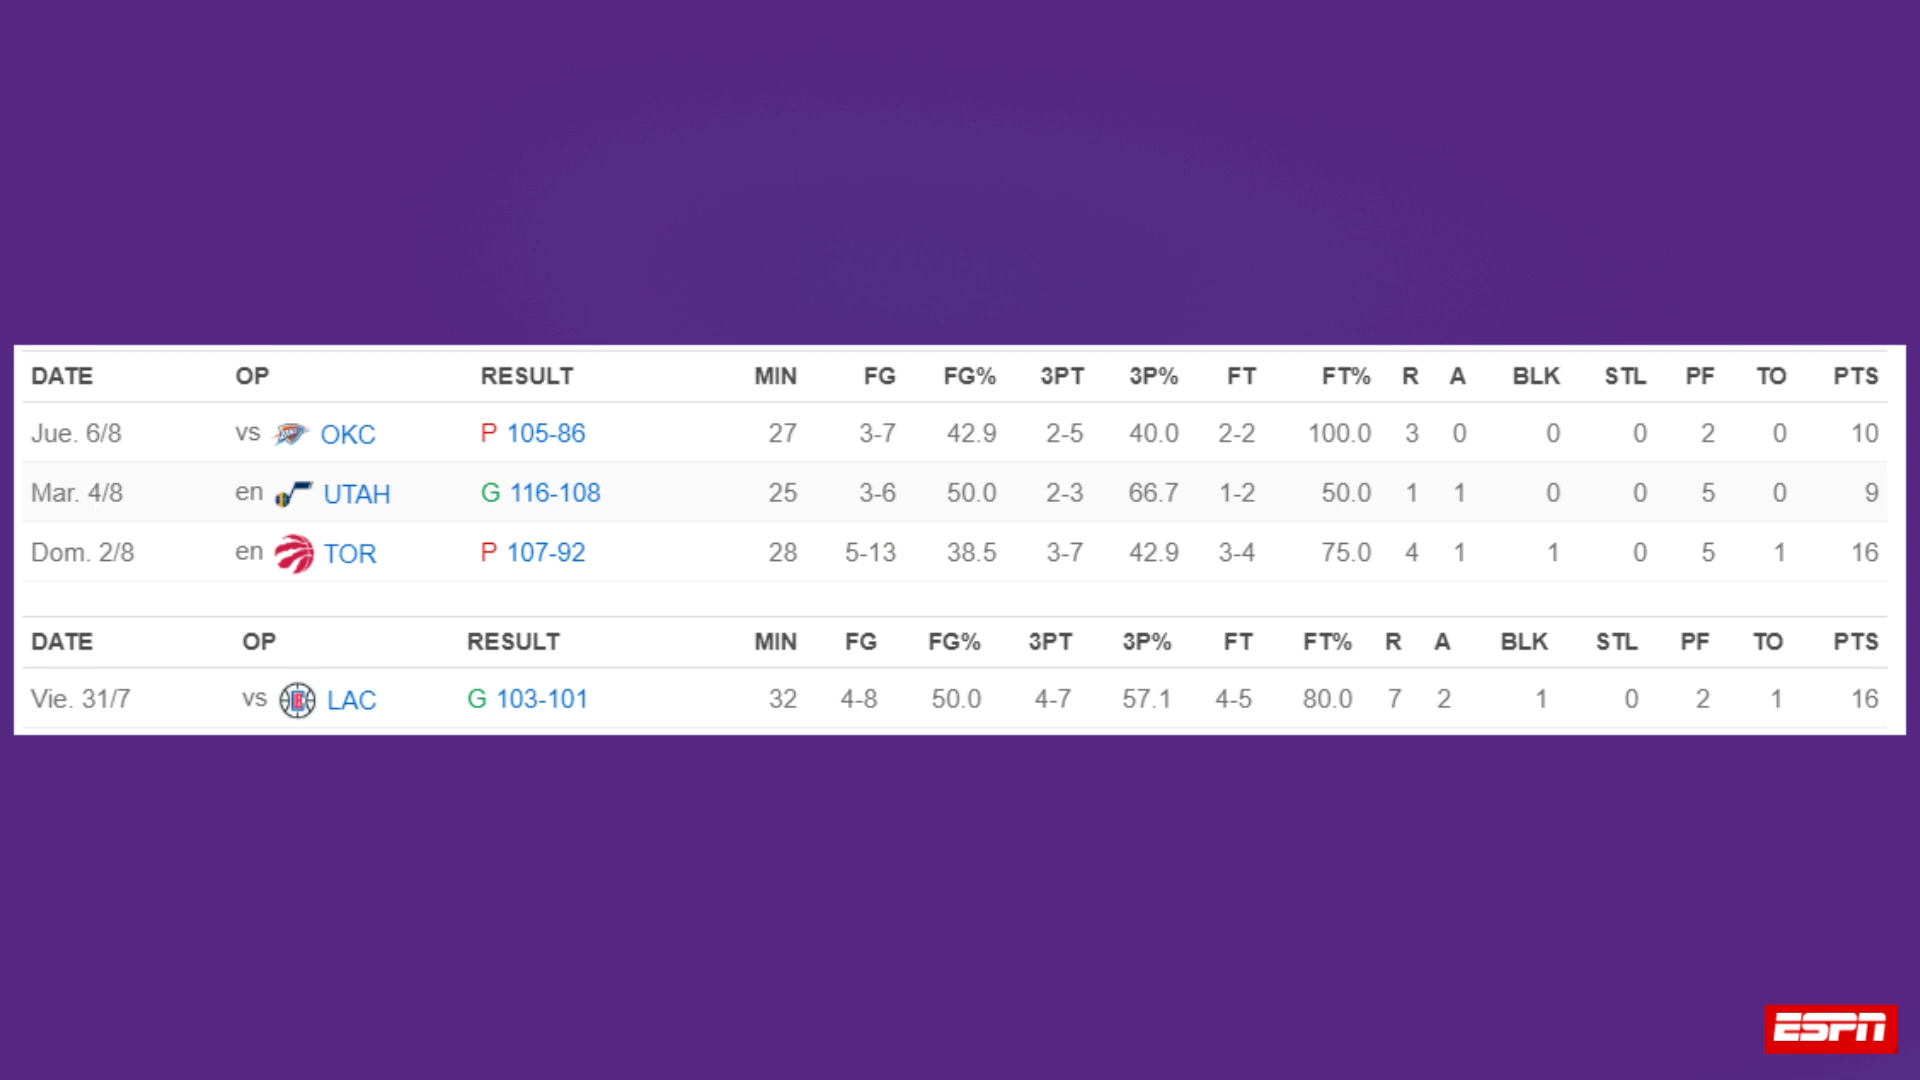 DATE OP RESULT MIN FG FG% 3PT 3P% FT FT% R A BLK STL PF TO PTS
Jue. 6/8 vs OKC P 105-86 27 3-7 42.9 2-5 40.0 2-2 100.0 3 0 0 0 2 0 10
Mar. 4/8 en UTAH G 116-108 25 3-6 50.0 2-3 66.7 1-2 50.0 1 1 0 0 5 0 9
Dom. 2/8 en TOR P 107-92 28 5-13 38.5 3-7 42.9 3-4 75.0 4 1 1 0 5 1 16
DATE OP RESULT MIN FG FG% 3PT 3P% FT FT% R A BLK STL PF TO PTS
Vie. 31/7 vs LAC G 103-101 32 4-8 50.0 4-7 57.1 4-5 80.0 7 2 1 0 2 1 16
ESPN